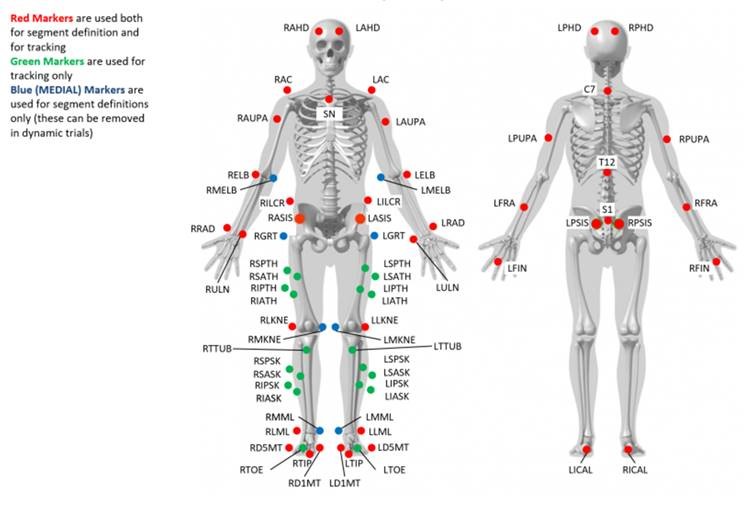 Red Markers are used both
for segment definition and
for tracking
Green Markers are used for
tracking only
Blue (MEDIAL) Markers are
used for segment definitions
only (these can be removed
in dynamic trials)
RAHD LAHD
RAC LAC
SN
RAUPA LAUPA
RELB LELB
RMELB LMELB
RILCR LILCR
RASIS LASIS
RRAD LRAD
RGRT LGRT
RULN LULN
RSPTH LSPTH
RSATH LSATH
RIPTH LIPTH
RIATH LIATH
RLKNE LLKNE
RMKNE LMKNE
RTTUB LTTUB
RSPSK LSPSK
RSASK LSASK
RIPSK LIPSK
RIASK LIASK
RMML LMML
RLML LLML
RD5MT LD5MT
RTIP LTIP
RTOE LTOE
RD1MT LD1MT
LPHD RPHD
C7
LPUPA RPUPA
T12
LFRA RFRA
S1
LPSIS RPSIS
LFIN RFIN
LICAL RICAL